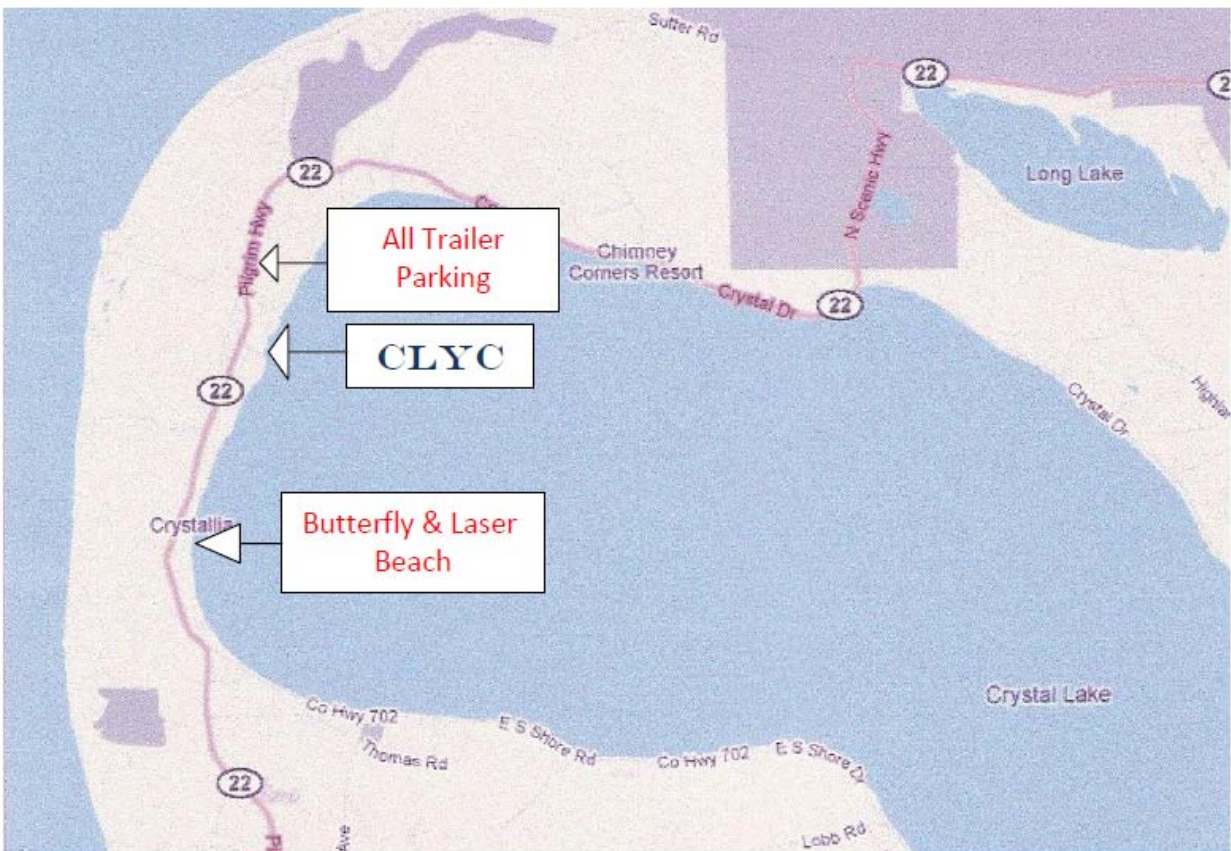 Sutter Rd
22
22
Long Lake
N Scenic Hwy
22
Pilgrim Hwy
All Trailer
Parking
Chimney
Corners Resort
Crystal Dr
22
CLYC
22
Crystal Dr
Butterfly & Laser
Beach
Crystal Lake
Co Hwy 702
E S Shore Rd
Thomas Rd
Co Hwy 702
E S Shore Dr
22
Ave
Lobb Rd